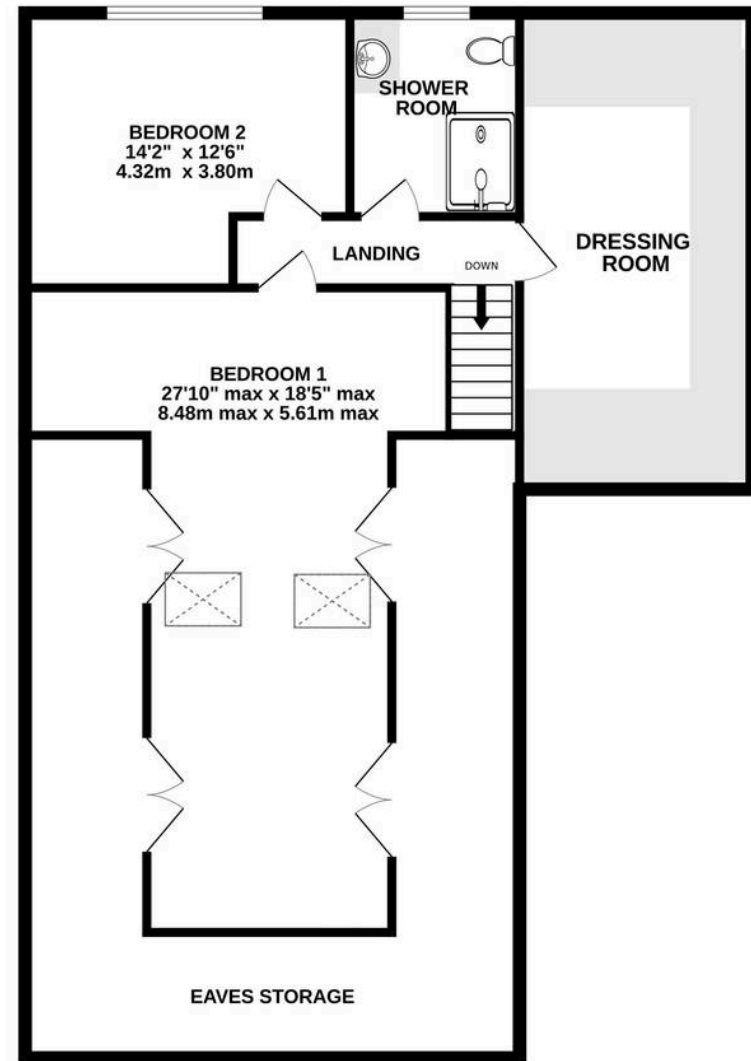 BEDROOM 2
14'2" x 12'6"
4.32m x 3.80m
SHOWER
ROOM
LANDING
DOWN
DRESSING
ROOM
BEDROOM 1
27'10" max x 18'5" max
8.48m max x 5.61m max
EAVES STORAGE